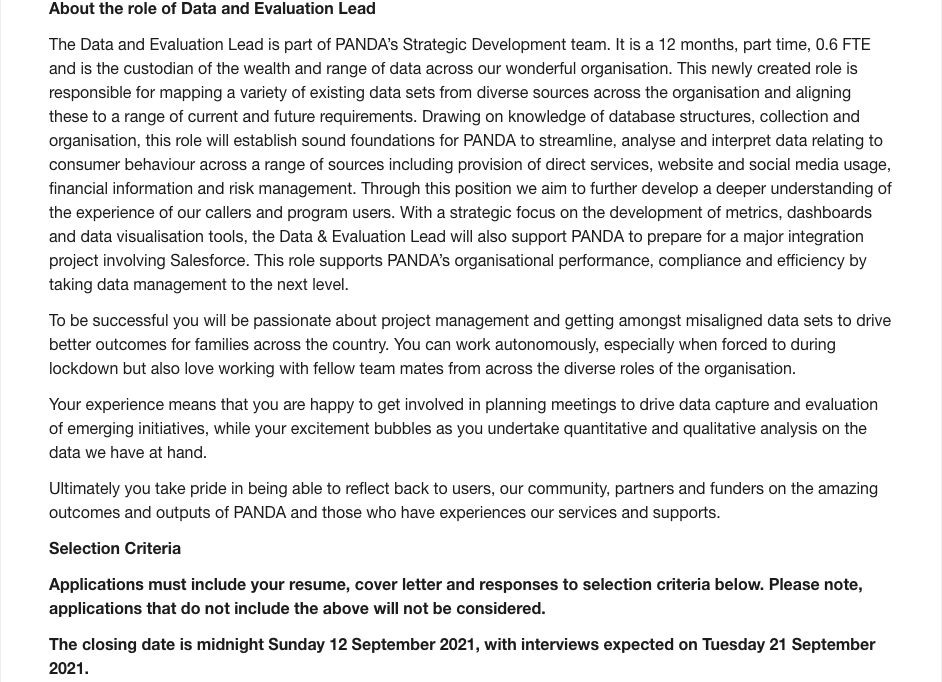 About the role of Data and Evaluation Lead
The Data and Evaluation Lead is part of PANDA's Strategic Development team. It is a 12 months, part time, 0.6 FTE
and is the custodian of the wealth and range of data across our wonderful organisation. This newly created role is
responsible for mapping a variety of existing data sets from diverse sources across the organisation and aligning
these to a range of current and future requirements. Drawing on knowledge of database structures, collection and
organisation, this role will establish sound foundations for PANDA to streamline, analyse and interpret data relating to
consumer behaviour across a range of sources including provision of direct services, website and social media usage,
financial information and risk management. Through this position we aim to further develop a deeper understanding of
the experience of our callers and program users. With a strategic focus on the development of metrics, dashboards
and data visualisation tools, the Data & Evaluation Lead will also support PANDA to prepare for a major integration
project involving Salesforce. This role supports PANDA's organisational performance, compliance and efficiency by
taking data management to the next level.
To be successful you will be passionate about project management and getting amongst misaligned data sets to drive
better outcomes for families across the country. You can work autonomously, especially when forced to during
lockdown but also love working with fellow team mates from across the diverse roles of the organisation.
Your experience means that you are happy to get involved in planning meetings to drive data capture and evaluation
of emerging initiatives, while your excitement bubbles as you undertake quantitative and qualitative analysis on the
data we have at hand.
Ultimately you take pride in being able to reflect back to users, our community, partners and funders on the amazing
outcomes and outputs of PANDA and those who have experiences our services and supports.
Selection Criteria
Applications must include your resume, cover letter and responses to selection criteria below. Please note,
applications that do not include the above will not be considered.
The closing date is midnight Sunday 12 September 2021, with interviews expected on Tuesday 21 September
2021.